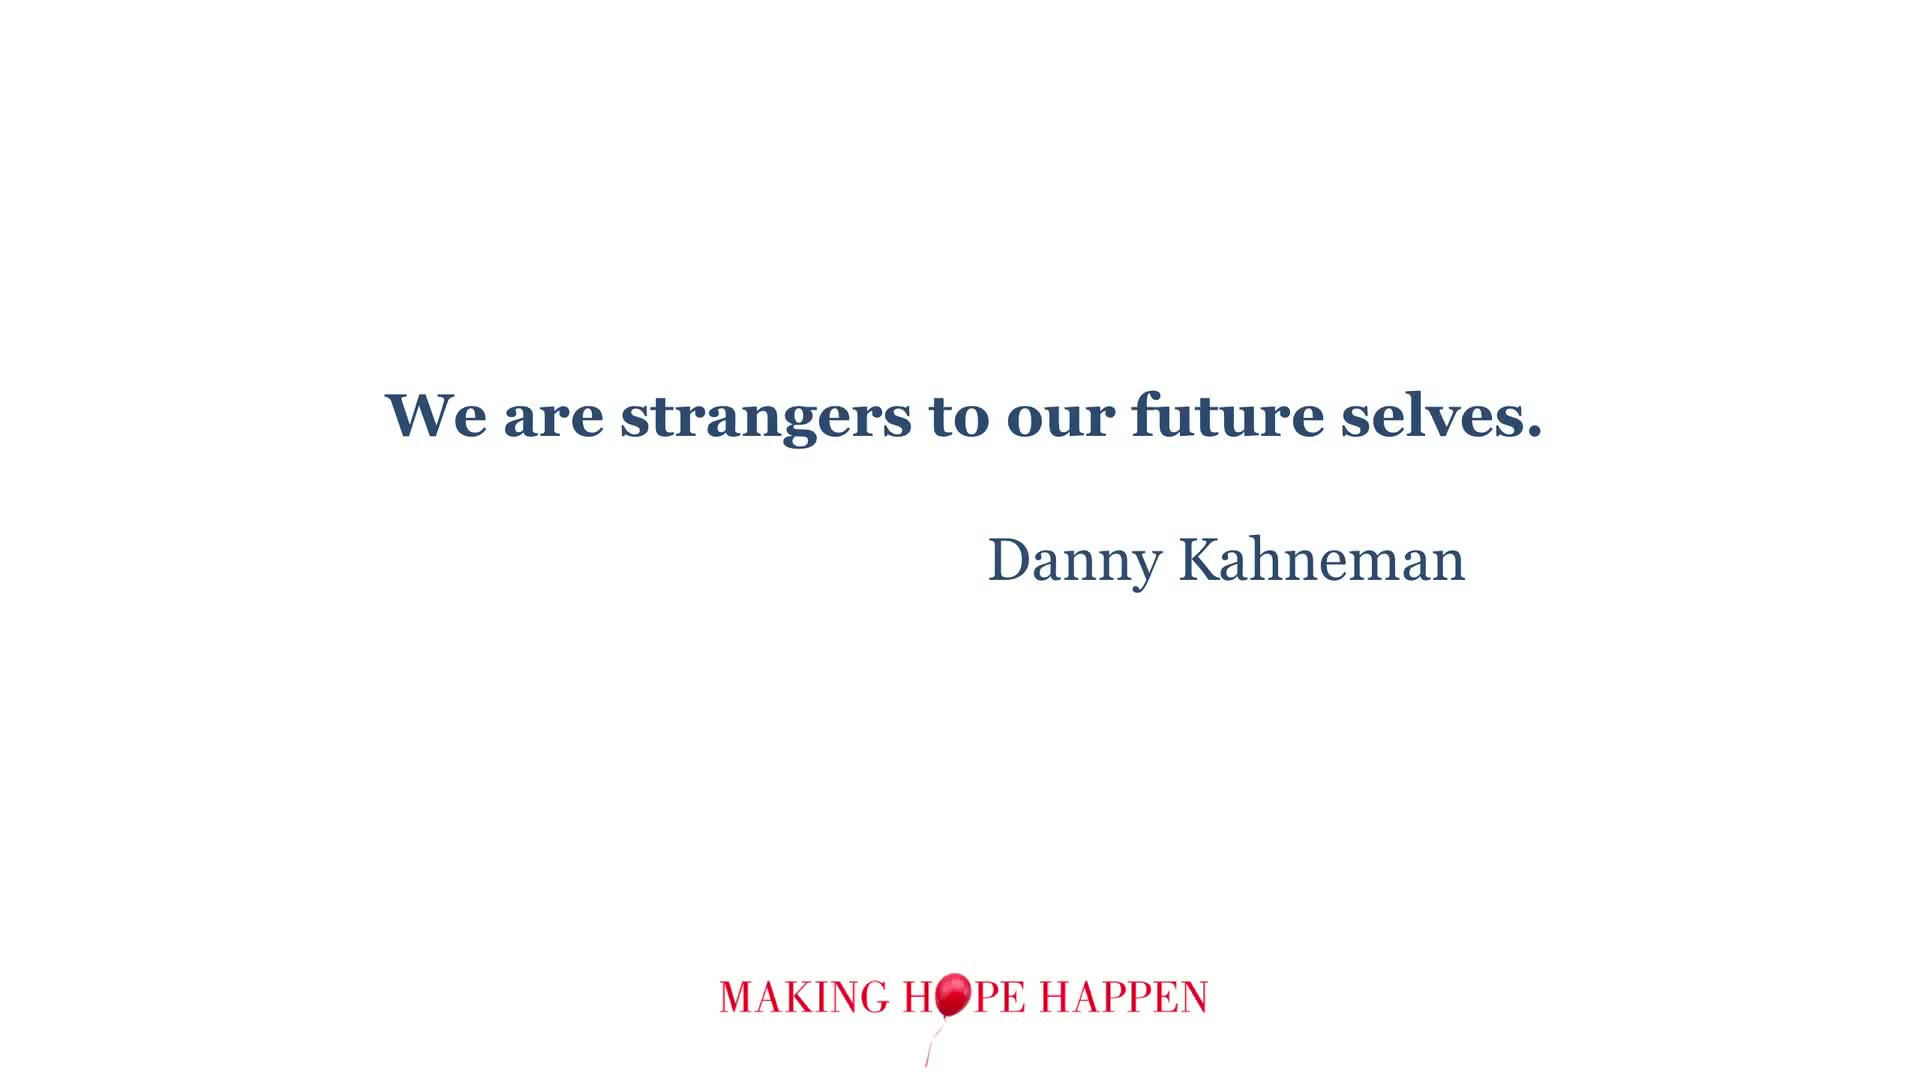 We are strangers to our future selves.
Danny Kahneman
MAKING HOPE HAPPEN